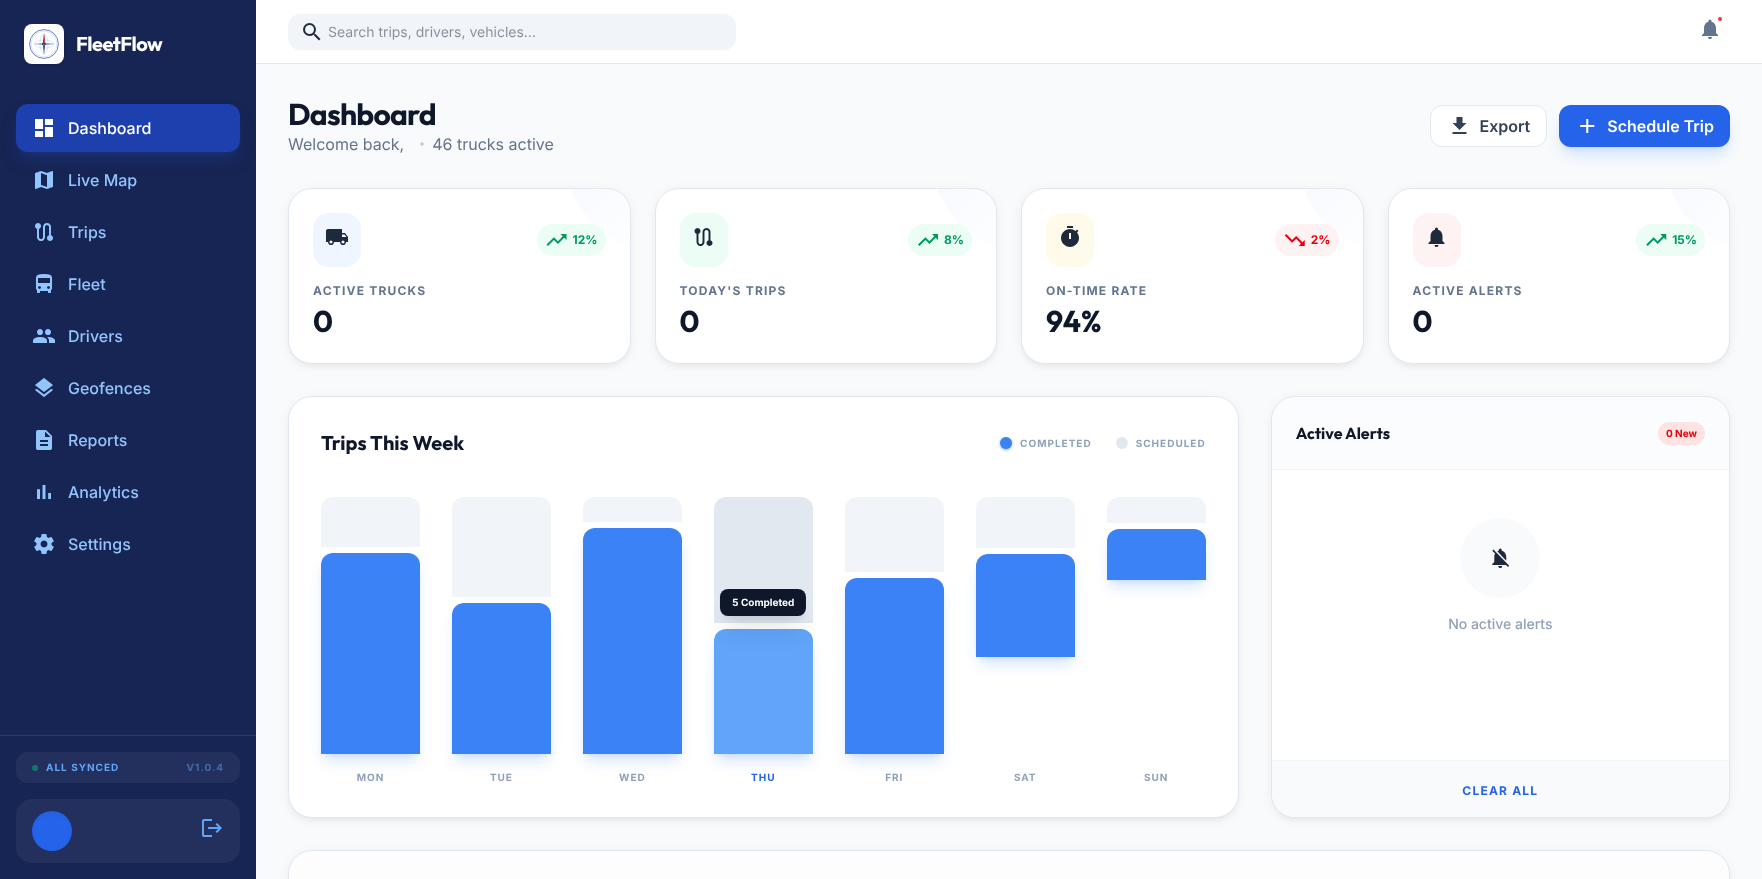 FleetFlow
Search trips, drivers, vehicles...
Dashboard
Live Map
Trips
Fleet
Drivers
Geofences
Reports
Analytics
Settings
ALL SYNCED V1.0.4
Dashboard
Welcome back, • 46 trucks active
Export
Schedule Trip
12%
ACTIVE TRUCKS
0
8%
TODAY'S TRIPS
0
2%
ON-TIME RATE
94%
15%
ACTIVE ALERTS
0
Trips This Week
COMPLETED
SCHEDULED
5 Completed
MON
TUE
WED
THU
FRI
SAT
SUN
Active Alerts
0 New
No active alerts
CLEAR ALL